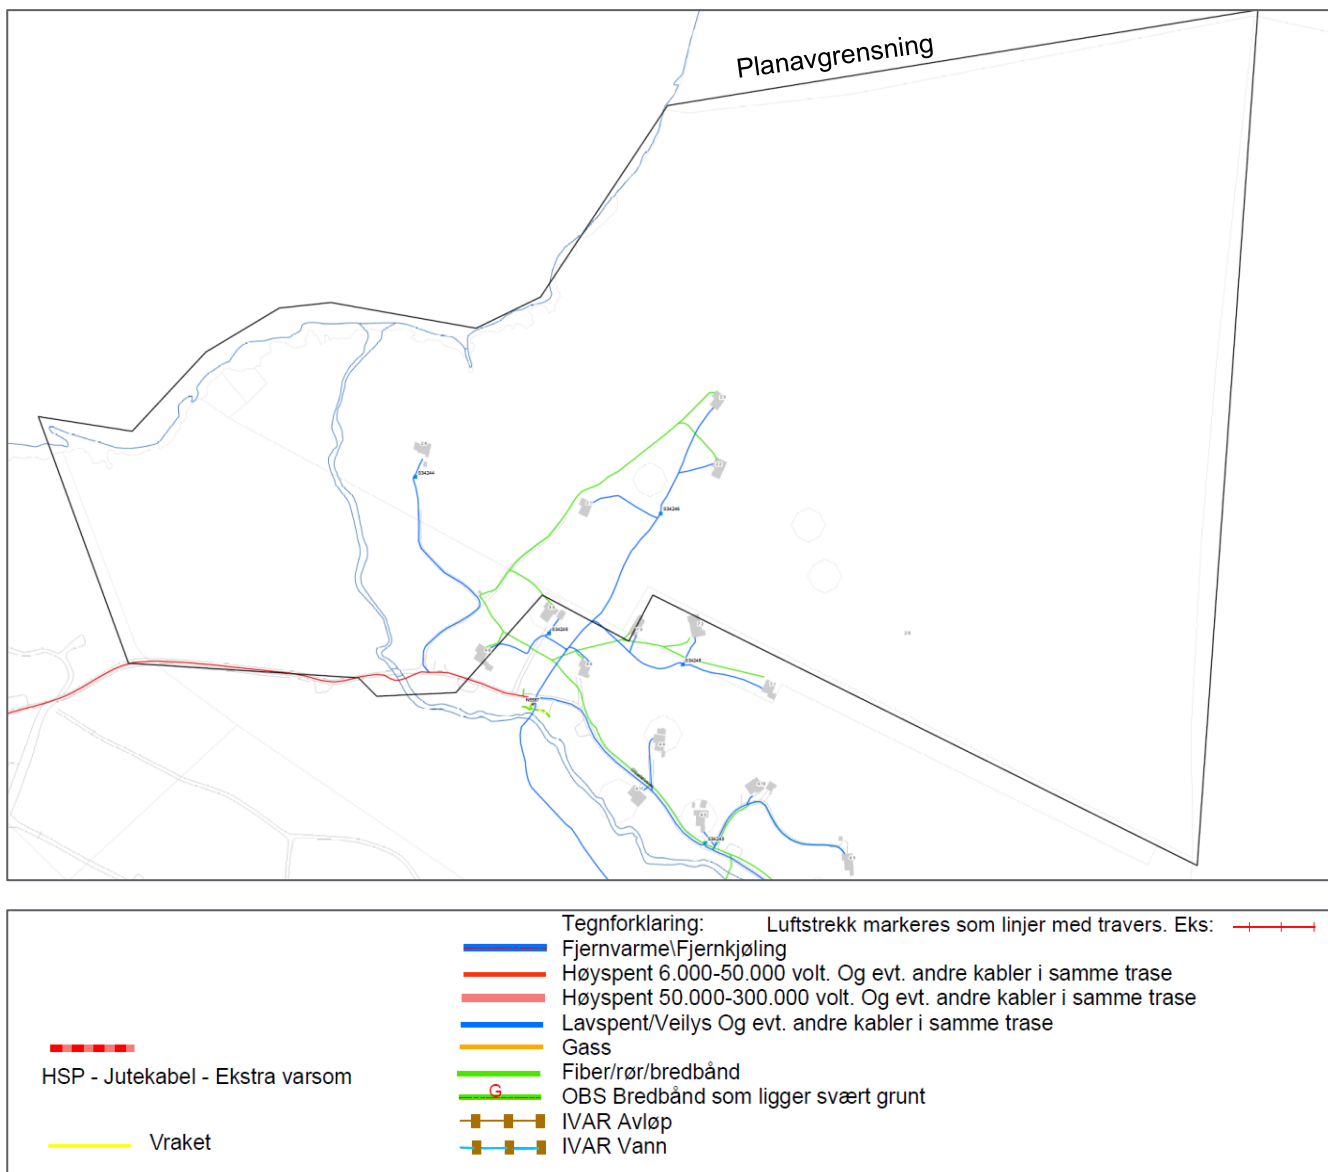 Planavgrensning
034244
034246
Tegnforklaring: Luftstrekk markeres som linjer med travers. Eks:
Fjernvarme\Fjernkjøling
Høyspent 6.000-50.000 volt. Og evt. andre kabler i samme trase
Høyspent 50.000-300.000 volt. Og evt. andre kabler i samme trase
Lavspent/Veilys Og evt. andre kabler i samme trase
Gass
Fiber/rør/bredbånd
G
OBS Bredbånd som ligger svært grunt
IVAR Avløp
IVAR Vann
HSP - Jutekabel - Ekstra varsom
Vraket